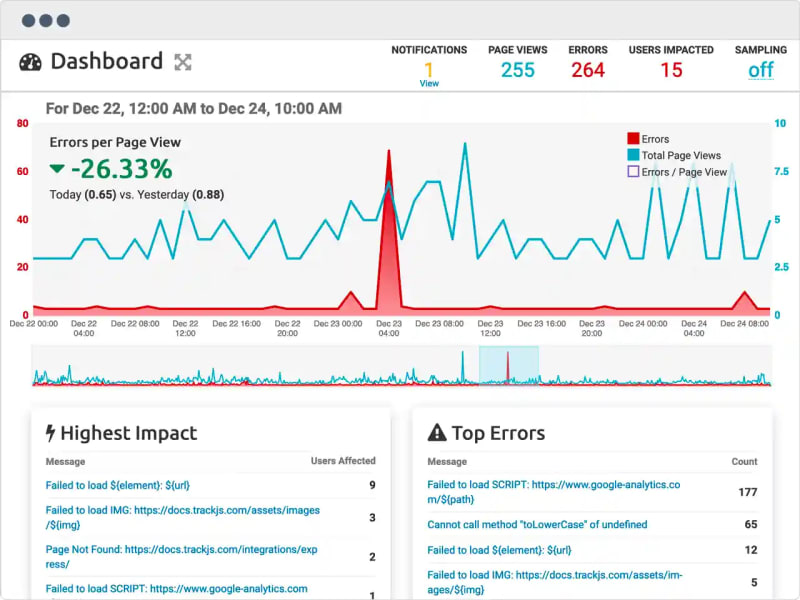 Dashboard
NOTIFICATIONS PAGE VIEWS ERRORS USERS IMPACTED SAMPLING
1 255 264 15 off
View
For Dec 22, 12:00 AM to Dec 24, 10:00 AM
80 10
Errors per Page View
Errors
-26.33%
Total Page Views
60 7.5
Errors / Page View
Today (0.65) vs. Yesterday (0.88)
40 5
20 2.5
0 0
Dec 22 00:00 Dec 22 04:00 Dec 22 08:00 Dec 22 12:00 Dec 22 16:00 Dec 22 20:00 Dec 23 00:00 Dec 23 04:00 Dec 23 08:00 Dec 23 12:00 Dec 23 16:00 Dec 23 20:00 Dec 24 00:00 Dec 24 04:00 Dec 24 08:00
Highest Impact
Message Users Affected
Failed to load ${element}: ${url} 9
Failed to load IMG: https://docs.trackjs.com/assets/images
/${img} 3
Page Not Found: https://docs.trackjs.com/integrations/exp
ress/ 2
Failed to load SCRIPT: https://www.google-analytics.com 1
Top Errors
Message Count
Failed to load SCRIPT: https://www.google-analytics.co
m/${path} 177
Cannot call method "toLowerCase" of undefined 65
Failed to load ${element}: ${url} 12
Failed to load IMG: https://docs.trackjs.com/assets/im-
ages/${img} 5